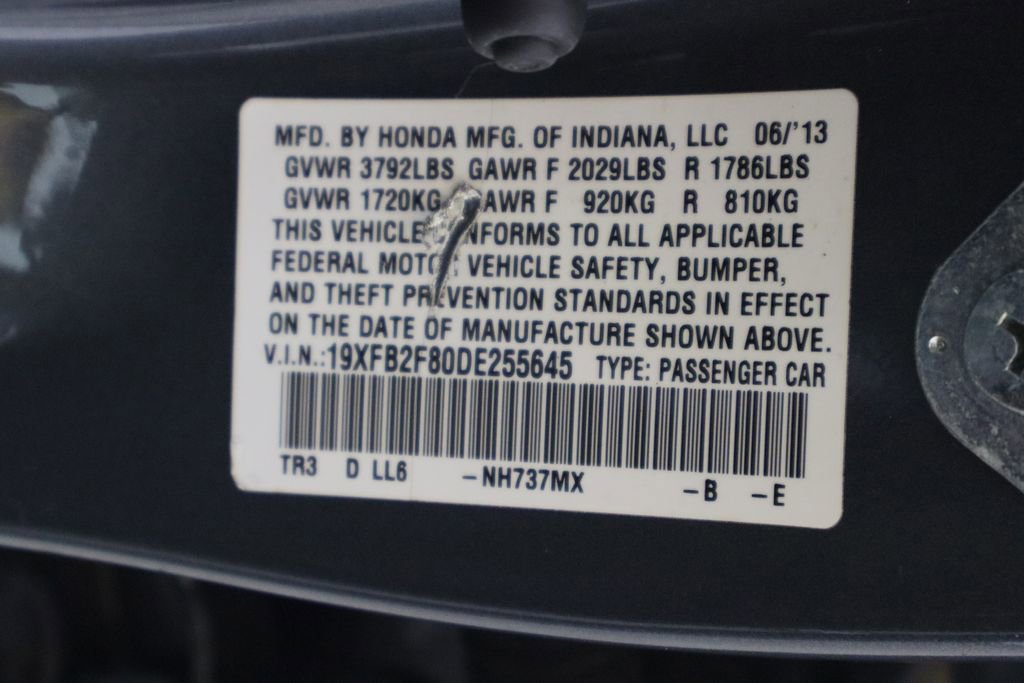 MFD. BY HONDA MFG. OF INDIANA, LLC 06/'13
GVWR 3792LBS GAWR F 2029LBS R 1786LBS
GVWR 1720KG AWR F 920KG R 810KG
THIS VEHICLE NFORMS TO ALL APPLICABLE
FEDERAL MOTOR VEHICLE SAFETY, BUMPER,
AND THEFT PREVENTION STANDARDS IN EFFECT
ON THE DATE OF MANUFACTURE SHOWN ABOVE.
V.I.N.:19XFB2F80DE255645 TYPE: PASSENGER CAR
TR3 D LL6 -NH737MX -B -E